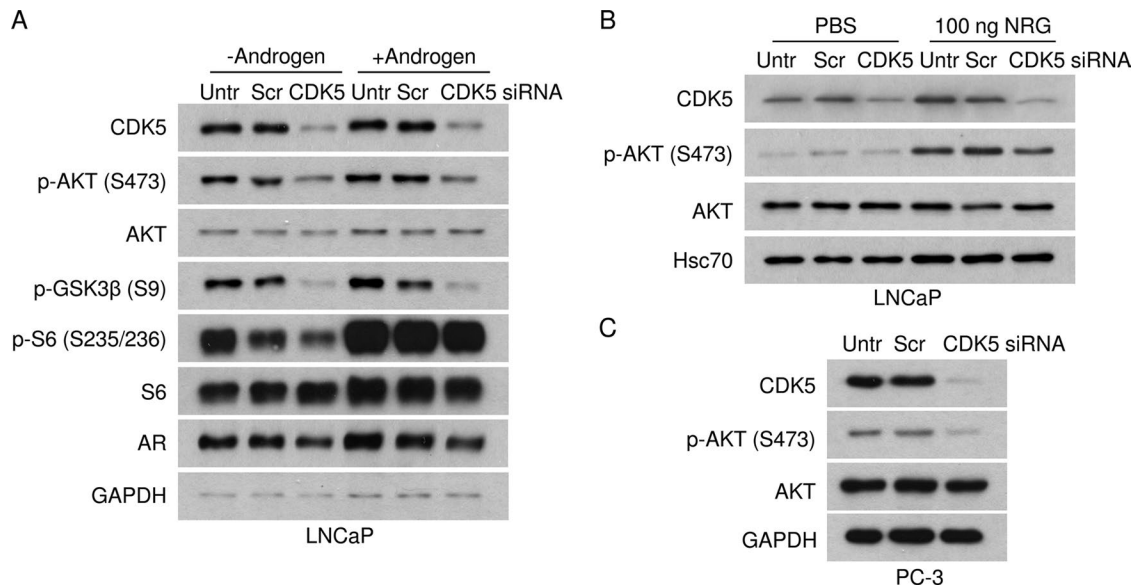 A
-Androgen +Androgen
Untr Scr CDK5 Untr Scr CDK5 siRNA
CDK5
p-AKT (S473)
AKT
p-GSK3β (S9)
p-S6 (S235/236)
S6
AR
GAPDH
LNCaP
B
PBS 100 ng NRG
Untr Scr CDK5 Untr Scr CDK5 siRNA
CDK5
p-AKT (S473)
AKT
Hsc70
LNCaP
C
Untr Scr CDK5 siRNA
CDK5
p-AKT (S473)
AKT
GAPDH
PC-3